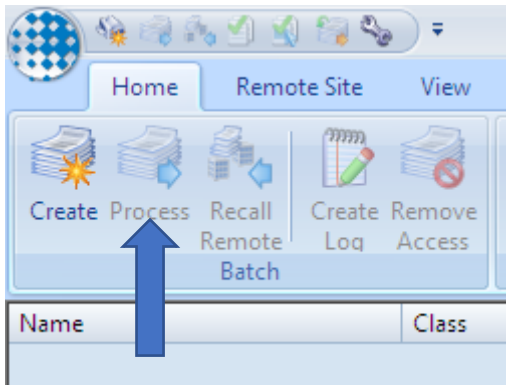 Home Remote Site View
Create Process Recall Remote Create Log Remove Access
Batch
Name Class